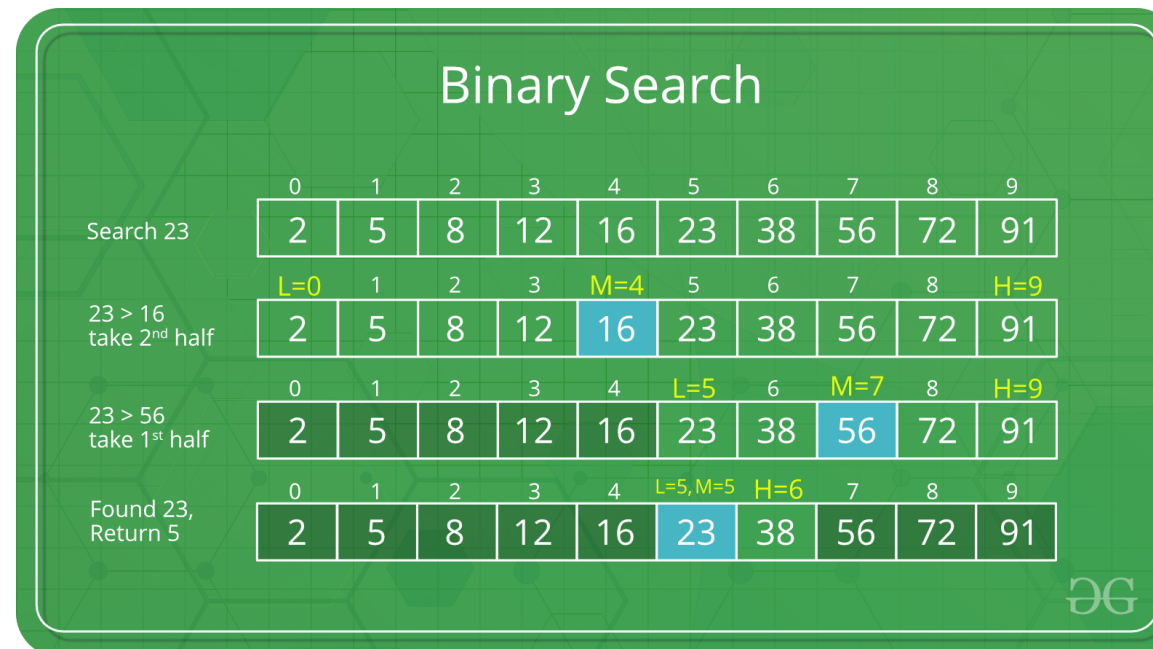 Binary Search
0 1 2 3 4 5 6 7 8 9
Search 23 2 5 8 12 16 23 38 56 72 91
L=0 1 2 3 M=4 5 6 7 8 H=9
23 > 16
take 2nd half 2 5 8 12 16 23 38 56 72 91
0 1 2 3 4 L=5 6 M=7 8 H=9
23 > 56
take 1st half 2 5 8 12 16 23 38 56 72 91
0 1 2 3 4 L=5, M=5 H=6 7 8 9
Found 23,
Return 5 2 5 8 12 16 23 38 56 72 91